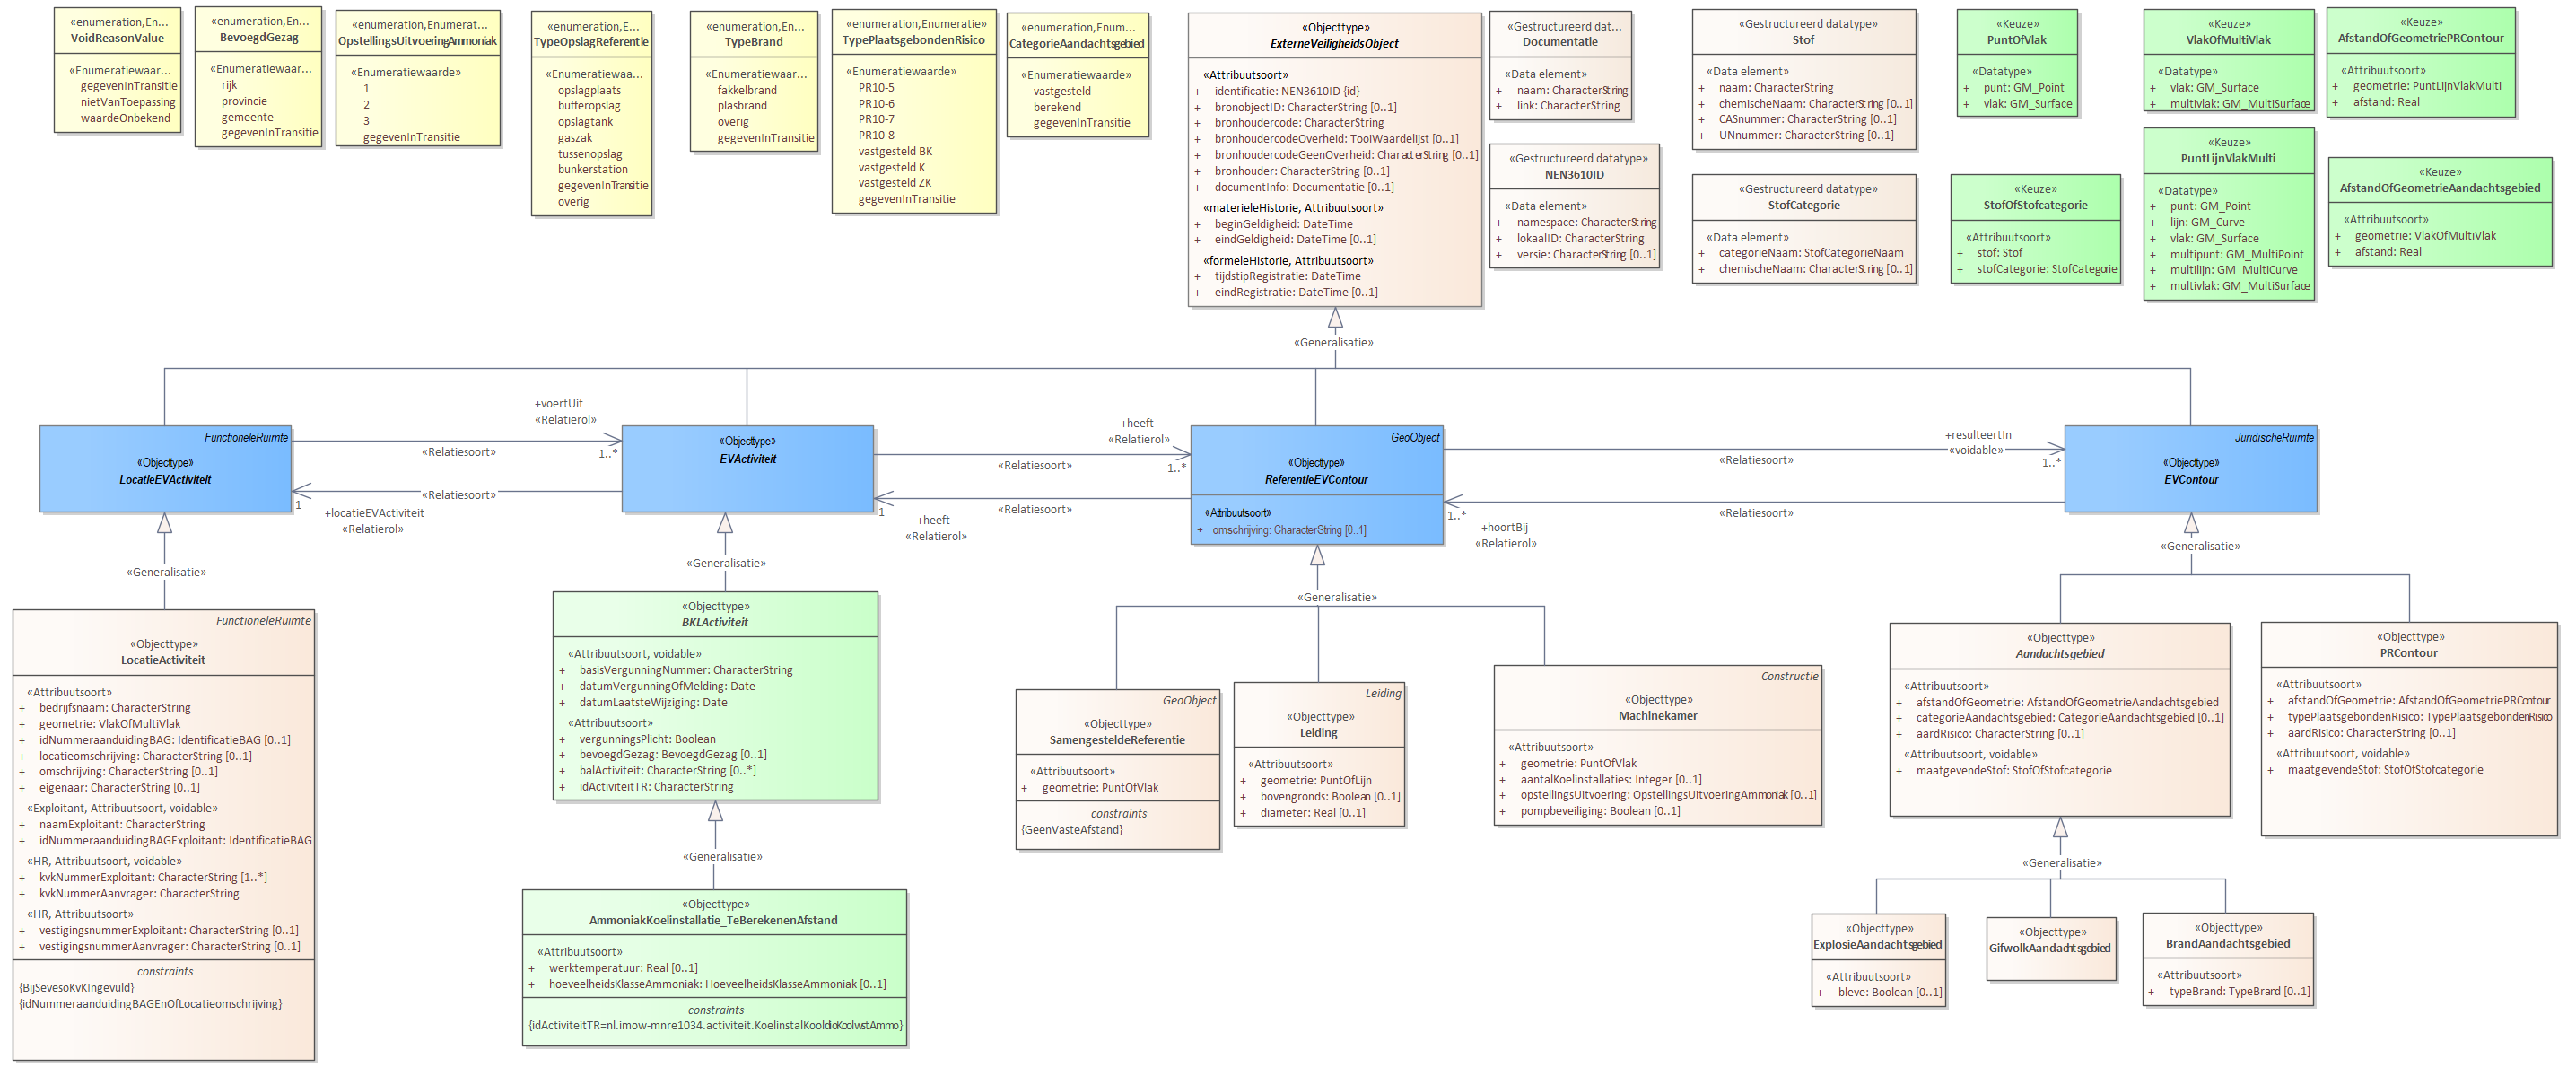 «enumeration,En...
VoidReasonValue
«Enumeratiewaar...
gegevenInTransitie
nietVanToepassing
waardeOnbekend
«enumeration,En...
BevoegdGezag
«Enumeratiewaar...
rijk
provincie
gemeente
gegevenInTransitie
«enumeration,Enumerat...
OpstellingsUitvoeringAmmoniak
«Enumeratiewaarde»
1
2
3
gegevenInTransitie
«enumeration,E...
TypeOpslagReferentie
«Enumeratiewaa...
opslagplaats
bufferopslag
opslagtank
gaszak
tussenopslag
bunkerstation
gegevenInTransitie
overig
«enumeration,En...
TypeBrand
«Enumeratiewaar...
fakkelbrand
plasbrand
overig
gegevenInTransitie
«enumeration,Enumeratie»
TypePlaatsgebondenRisico
«Enumeratiewaarde»
PR10-5
PR10-6
PR10-7
PR10-8
vastgesteld BK
vastgesteld K
vastgesteld ZK
gegevenInTransitie
«enumeration,Enum...
CategorieAandachtsgebied
«Enumeratiewaarde»
vastgesteld
berekend
gegevenInTransitie
«Objecttype»
ExterneVeiligheidsObject
«Attribuutsoort»
+ identificatie: NEN3610ID {id}
+ bronobjectID: CharacterString [0..1]
+ bronhoudercode: CharacterString
+ bronhoudercodeOverheid: TooiWaardelijst [0..1]
+ bronhoudercodeGeenOverheid: CharacterString [0..1]
+ bronhouder: CharacterString [0..1]
+ documentInfo: Documentatie [0..1]
«materieleHistorie, Attribuutsoort»
+ beginGeldigheid: DateTime
+ eindGeldigheid: DateTime [0..1]
«formeleHistorie, Attribuutsoort»
+ tijdstipRegistratie: DateTime
+ eindRegistratie: DateTime [0..1]
«Gestructureerd dat...
Documentatie
«Data element»
+ naam: CharacterString
+ link: CharacterString
«Gestructureerd datatype»
NEN3610ID
«Data element»
+ namespace: CharacterString
+ lokaalID: CharacterString
+ versie: CharacterString [0..1]
«Gestructureerd datatype»
Stof
«Data element»
+ naam: CharacterString
+ chemischeNaam: CharacterString [0..1]
+ CASnummer: CharacterString [0..1]
+ UNnummer: CharacterString [0..1]
«Gestructureerd datatype»
StofCategorie
«Data element»
+ categorieNaam: StofCategorieNaam
+ chemischeNaam: CharacterString [0..1]
«Keuze»
PuntOfVlak
«Datatype»
+ punt: GM_Point
+ vlak: GM_Surface
«Keuze»
StofOfStofcategorie
«Attribuutsoort»
+ stof: Stof
+ stofCategorie: StofCategorie
«Keuze»
VlakOfMultiVlak
«Datatype»
+ vlak: GM_Surface
+ multivlak: GM_MultiSurface
«Keuze»
PuntLijnVlakMulti
«Datatype»
+ punt: GM_Point
+ lijn: GM_Curve
+ vlak: GM_Surface
+ multipunt: GM_MultiPoint
+ multilijn: GM_MultiCurve
+ multivlak: GM_MultiSurface
«Keuze»
AfstandOfGeometriePRContour
«Attribuutsoort»
+ geometrie: PuntLijnVlakMulti
+ afstand: Real
«Keuze»
AfstandOfGeometrieAandachtsgebied
«Attribuutsoort»
+ geometrie: VlakOfMultiVlak
+ afstand: Real
«Generalisatie»
FunctioneleRuimte
«Objecttype»
LocatieEVActiviteit
+voertUit
«Relatierol»
1..*
«Relatiesoort»
«Relatiesoort»
1
+locatieEVActiviteit
«Relatierol»
«Objecttype»
EVActiviteit
+heeft
«Relatierol»
1..*
«Relatiesoort»
«Relatiesoort»
1
+heeft
«Relatierol»
GeoObject
«Objecttype»
ReferentieEVContour
«Attribuutsoort»
+ omschrijving: CharacterString [0..1]
+resulteertIn
«voidable»
1..*
«Relatiesoort»
«Relatiesoort»
1..*
+hoortBij
«Relatierol»
JuridischeRuimte
«Objecttype»
EVContour
«Generalisatie»
FunctioneleRuimte
«Objecttype»
LocatieActiviteit
«Attribuutsoort»
+ bedrijfsnaam: CharacterString
+ geometrie: VlakOfMultiVlak
+ idNummeraanduidingBAG: IdentificatieBAG [0..1]
+ locatieomschrijving: CharacterString [0..1]
+ omschrijving: CharacterString [0..1]
+ eigenaar: CharacterString [0..1]
«Exploitant, Attribuutsoort, voidable»
+ naamExploitant: CharacterString
+ idNummeraanduidingBAGExploitant: IdentificatieBAG
«HR, Attribuutsoort, voidable»
+ kvkNummerExploitant: CharacterString [1..*]
+ kvkNummerAanvrager: CharacterString
«HR, Attribuutsoort»
+ vestigingsnummerExploitant: CharacterString [0..1]
+ vestigingsnummerAanvrager: CharacterString [0..1]
constraints
{BijSevesoKvKIngevuld}
{idNummeraanduidingBAGEnOfLocatieomschrijving}
«Generalisatie»
«Objecttype»
BKLActiviteit
«Attribuutsoort, voidable»
+ basisVergunningNummer: CharacterString
+ datumVergunningOfMelding: Date
+ datumLaatsteWijziging: Date
«Attribuutsoort»
+ vergunningsPlicht: Boolean
+ bevoegdGezag: BevoegdGezag [0..1]
+ balActiviteit: CharacterString [0..*]
+ idActiviteitTR: CharacterString
«Generalisatie»
«Objecttype»
AmmoniakKoelinstallatie_TeBerekenenAfstand
«Attribuutsoort»
+ werktemperatuur: Real [0..1]
+ hoeveelheidsKlasseAmmoniak: HoeveelheidsKlasseAmmoniak [0..1]
constraints
{idActiviteitTR=nl.imow-mnre1034.activiteit.KoelinstalKooldioKoolwstAmmo}
«Generalisatie»
GeoObject
«Objecttype»
SamengesteldeReferentie
«Attribuutsoort»
+ geometrie: PuntOfVlak
constraints
{GeenVasteAfstand}
Leiding
«Objecttype»
Leiding
«Attribuutsoort»
+ geometrie: PuntOfLijn
+ bovengronds: Boolean [0..1]
+ diameter: Real [0..1]
Constructie
«Objecttype»
Machinekamer
«Attribuutsoort»
+ geometrie: PuntOfVlak
+ aantalKoelinstallaties: Integer [0..1]
+ opstellingsUitvoering: OpstellingsUitvoeringAmmoniak [0..1]
+ pompbeveiliging: Boolean [0..1]
«Generalisatie»
«Objecttype»
Aandachtsgebied
«Attribuutsoort»
+ afstandOfGeometrie: AfstandOfGeometrieAandachtsgebied
+ categorieAandachtsgebied: CategorieAandachtsgebied [0..1]
+ aardRisico: CharacterString [0..1]
«Attribuutsoort, voidable»
+ maatgevendeStof: StofOfStofcategorie
«Objecttype»
PRContour
«Attribuutsoort»
+ afstandOfGeometrie: AfstandOfGeometriePRContour
+ typePlaatsgebondenRisico: TypePlaatsgebondenRisico
+ aardRisico: CharacterString [0..1]
«Attribuutsoort, voidable»
+ maatgevendeStof: StofOfStofcategorie
«Generalisatie»
«Objecttype»
ExplosieAandachtsgebied
«Attribuutsoort»
+ bleve: Boolean [0..1]
«Objecttype»
GifwolkAandachtsgebied
«Objecttype»
BrandAandachtsgebied
«Attribuutsoort»
+ typeBrand: TypeBrand [0..1]